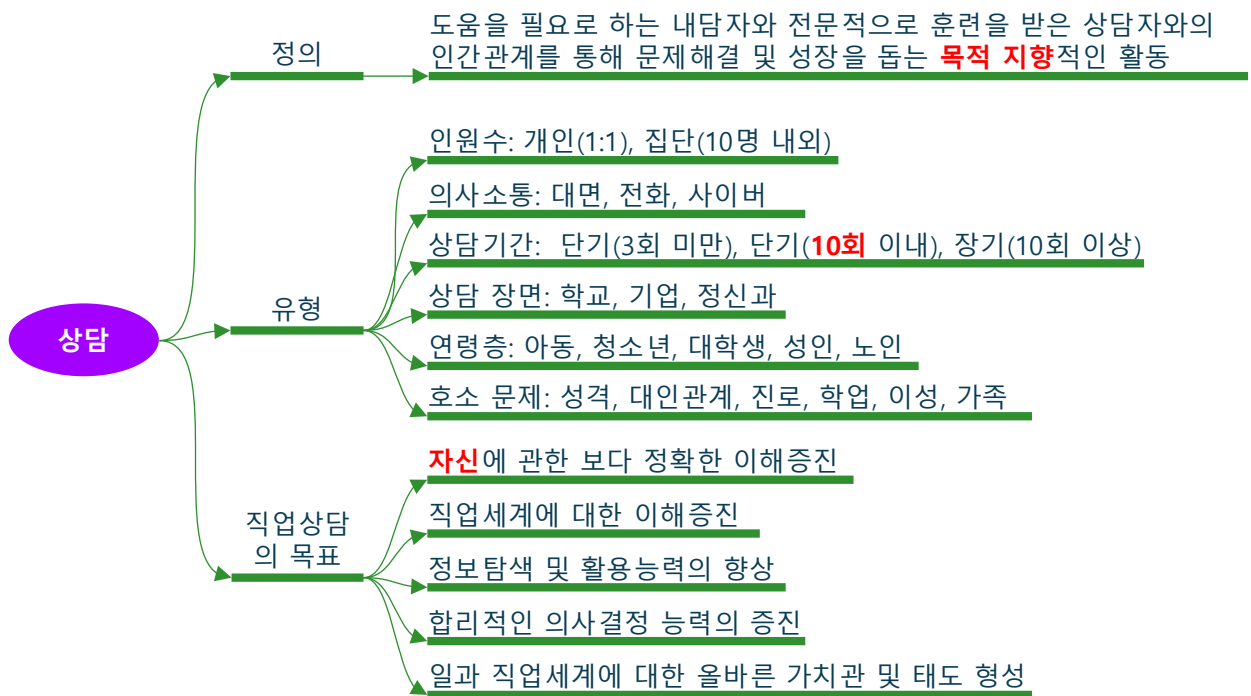 상담
정의
도움을 필요로 하는 내담자와 전문적으로 훈련을 받은 상담자와의
인간관계를 통해 문제해결 및 성장을 돕는 목적 지향적인 활동
유형
인원수: 개인(1:1), 집단(10명 내외)
의사소통: 대면, 전화, 사이버
상담기간:  단기(3회 미만), 단기(10회 이내), 장기(10회 이상)
상담 장면: 학교, 기업, 정신과
연령층: 아동, 청소년, 대학생, 성인, 노인
호소 문제: 성격, 대인관계, 진로, 학업, 이성, 가족
직업상담
의 목표
자신에 관한 보다 정확한 이해증진
직업세계에 대한 이해증진
정보탐색 및 활용능력의 향상
합리적인 의사결정 능력의 증진
일과 직업세계에 대한 올바른 가치관 및 태도 형성